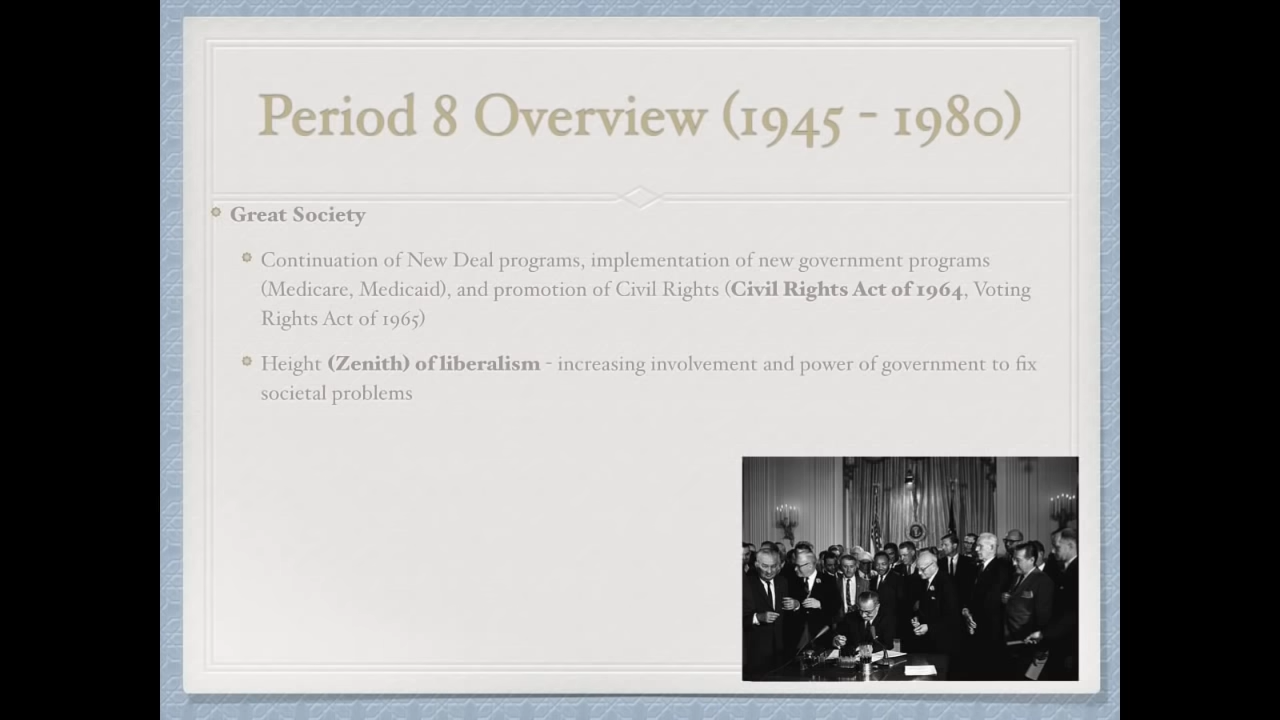 Period 8 Overview (1945 - 1980)
Great Society
Continuation of New Deal programs, implementation of new government programs
(Medicare, Medicaid), and promotion of Civil Rights (Civil Rights Act of 1964, Voting
Rights Act of 1965)
Height (Zenith) of liberalism - increasing involvement and power of government to fix
societal problems